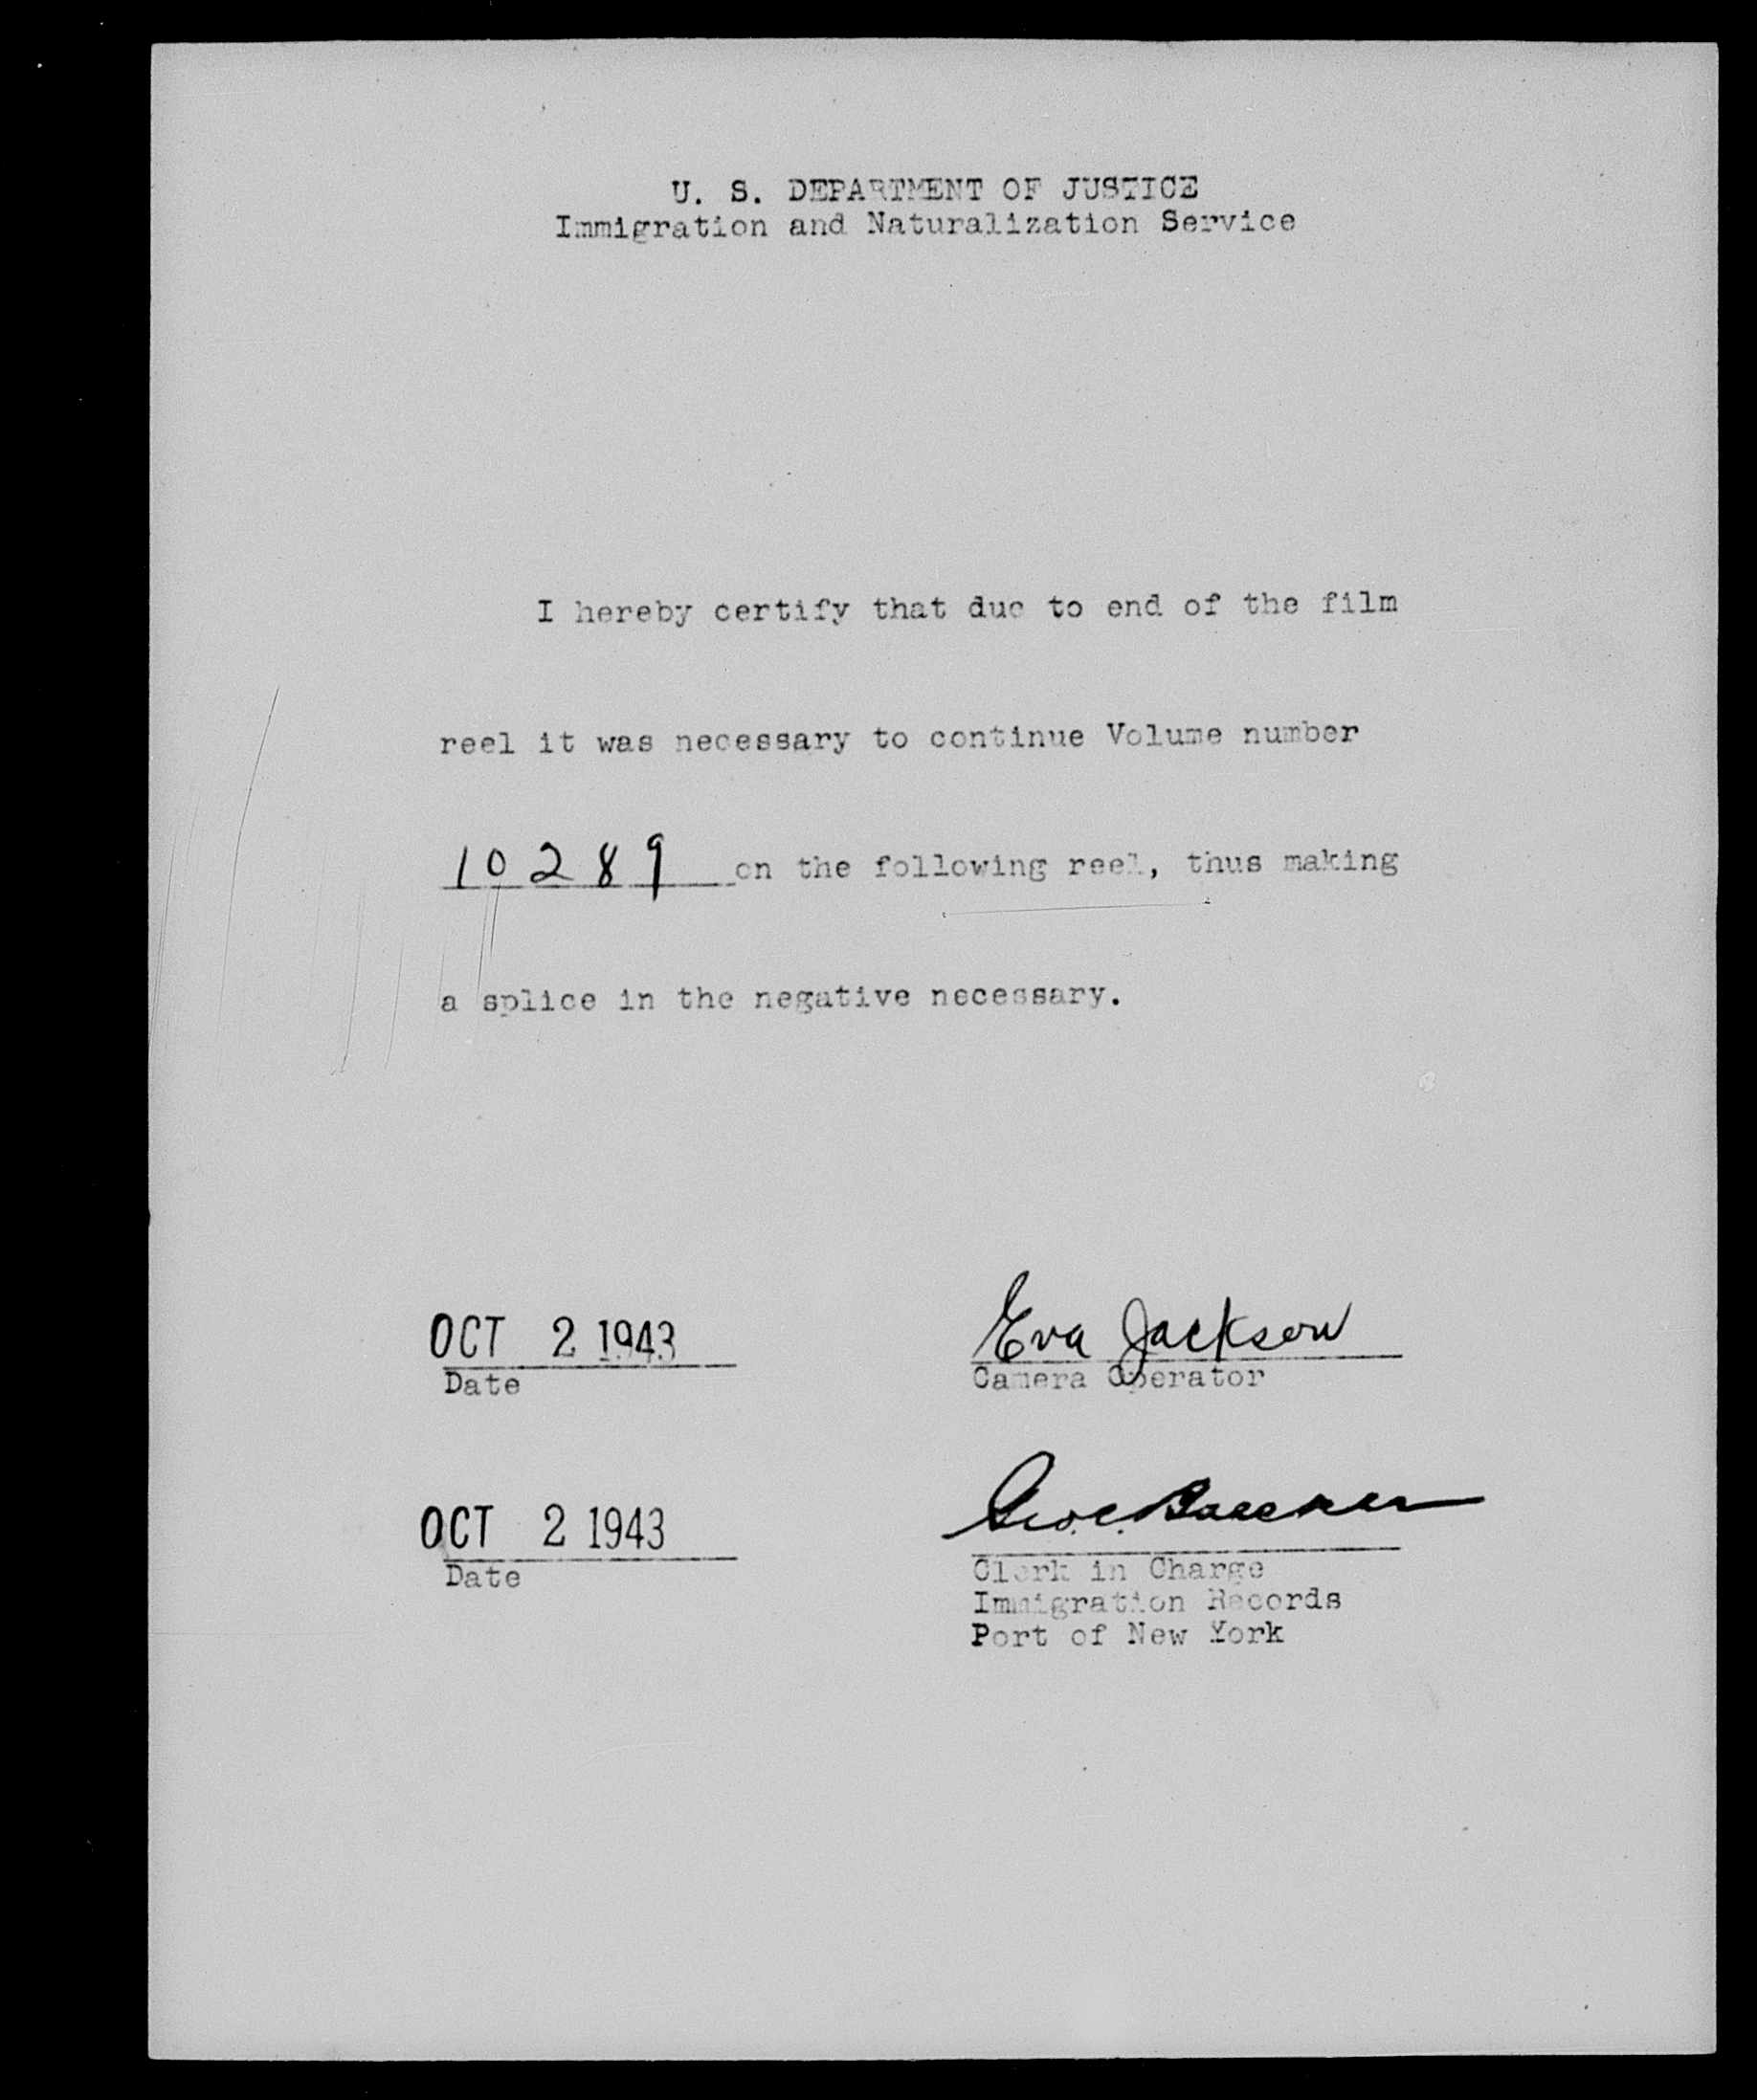 U. S. DEPARTMENT OF JUSTICE
Immigration and Naturalization Service
I hereby certify that due to end of the film
reel it was necessary to continue Volume number
10289 on the following reel, thus making
a splice in the negative necessary.
OCT 2 1943
Date
Eva Jackson
Camera Operator
OCT 2 1943
Date
Clerk in Charge
Immigration Records
Port of New York